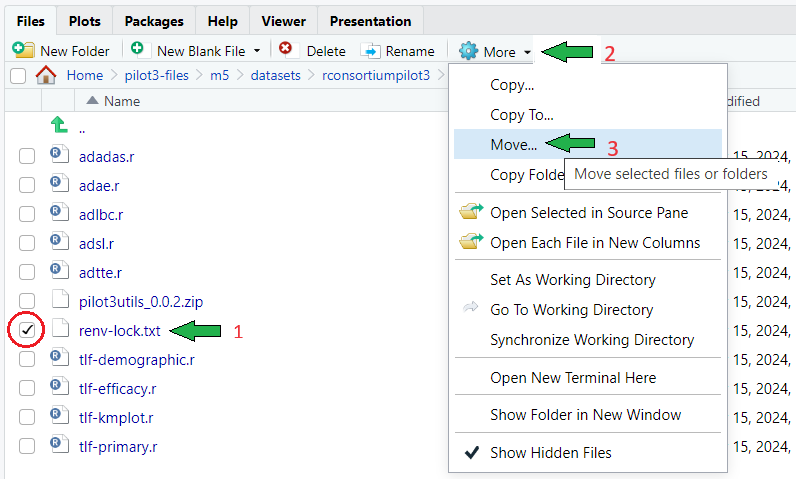 Files Plots Packages Help Viewer Presentation
New Folder New Blank File Delete Rename More 2
Home pilot3-files m5 datasets rconsortiumpilot3
Name
..
adadas.r
adae.r
adlbc.r
adsl.r
adtte.r
pilot3utils_0.0.2.zip
renv-lock.txt 1
tlf-demographic.r
tlf-efficacy.r
tlf-kmplot.r
tlf-primary.r
Copy...
Copy To...
Move... 3
Copy Folde
Move selected files or folders
Open Selected in Source Pane
Open Each File in New Columns
Set As Working Directory
Go To Working Directory
Synchronize Working Directory
Open New Terminal Here
Show Folder in New Window
Show Hidden Files
dified
15, 2024,
15, 2024,
15, 2024,
15, 2024,
15, 2024,
15, 2024,
15, 2024,
15, 2024,
15, 2024,
15, 2024,
15, 2024,